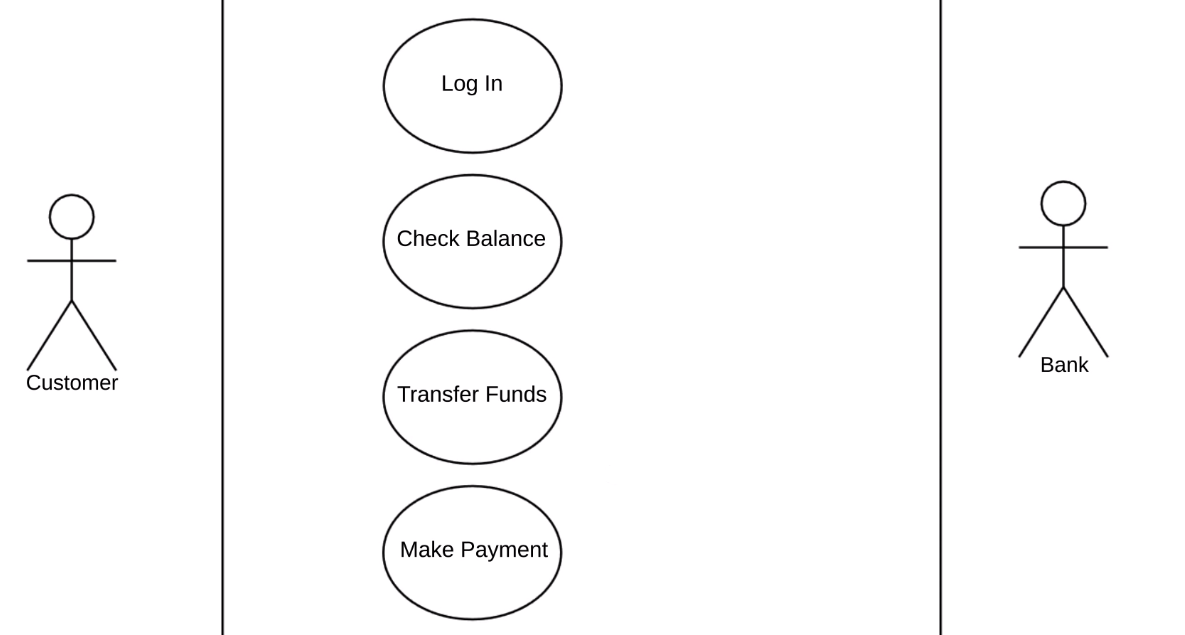 Log In
Check Balance
Transfer Funds
Make Payment
Customer
Bank